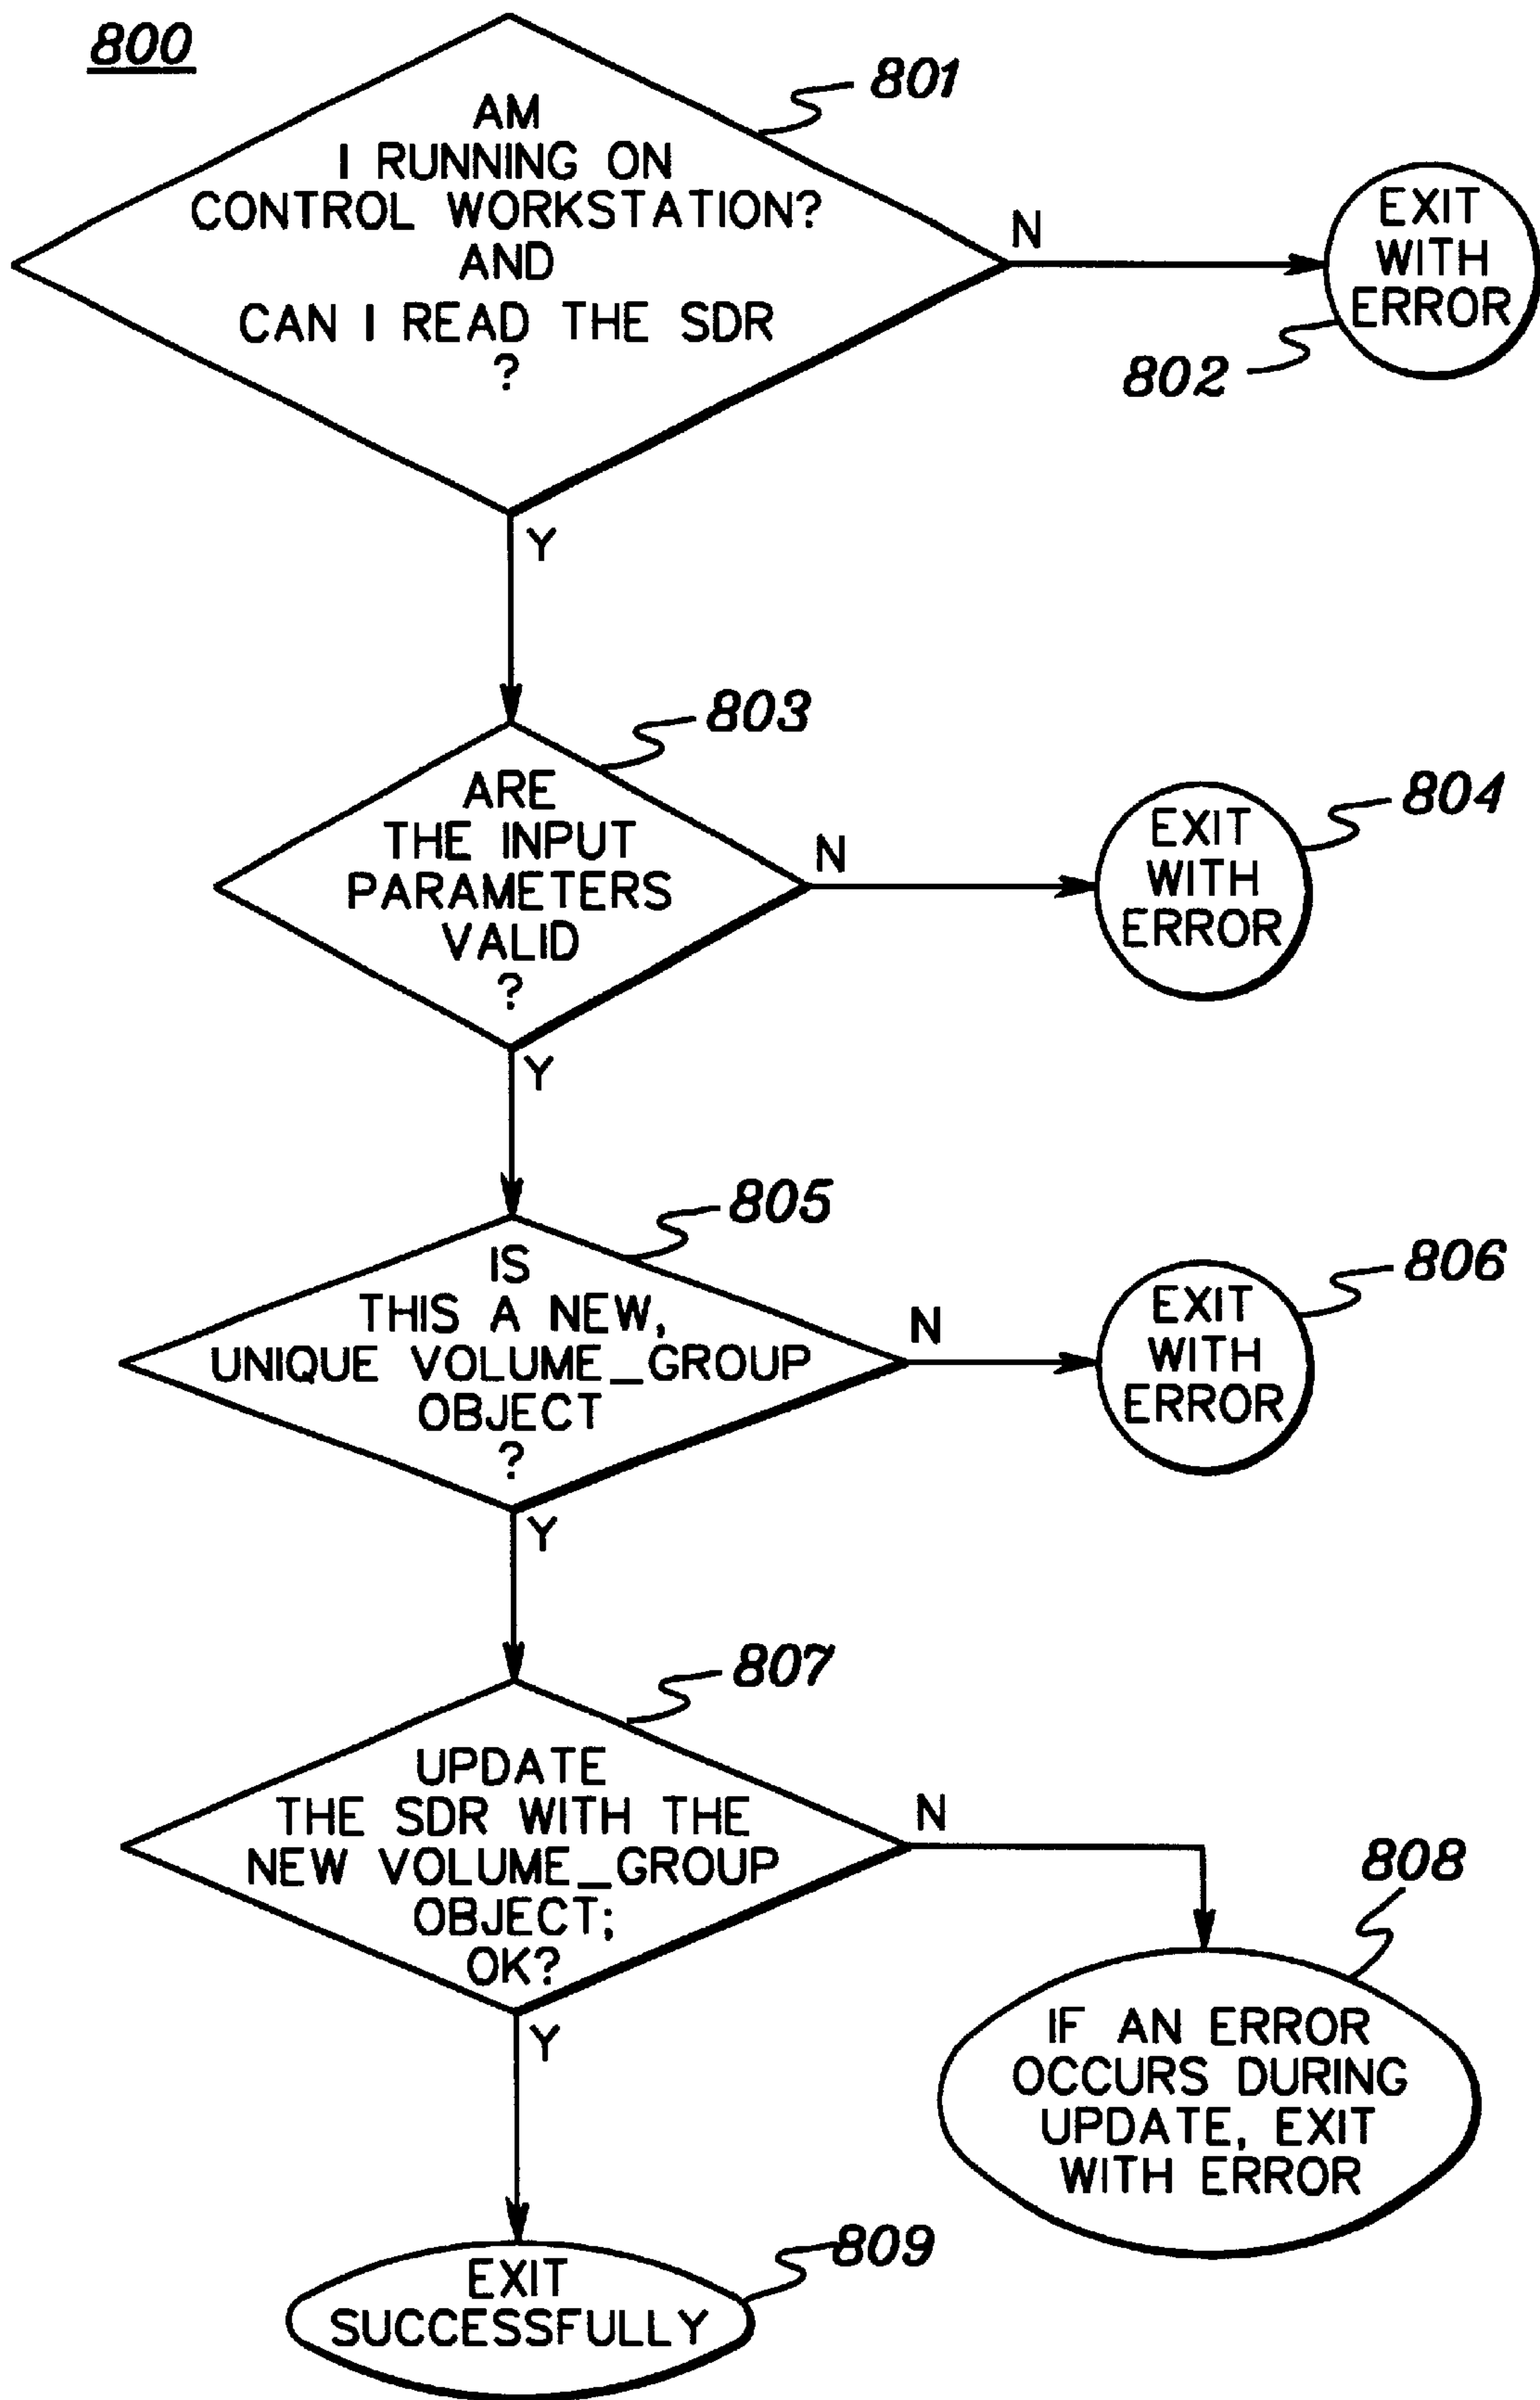 800
801
AM
I RUNNING ON
CONTROL WORKSTATION?
AND
CAN I READ THE SDR
?
N
EXIT
WITH
ERROR
802
Y
803
ARE
THE INPUT
PARAMETERS
VALID
?
N
804
EXIT
WITH
ERROR
Y
805
IS
THIS A NEW,
UNIQUE VOLUME_GROUP
OBJECT
?
N
806
EXIT
WITH
ERROR
Y
807
UPDATE
THE SDR WITH THE
NEW VOLUME_GROUP
OBJECT;
OK?
N
808
IF AN ERROR
OCCURS DURING
UPDATE, EXIT
WITH ERROR
Y
809
EXIT
SUCCESSFULLY